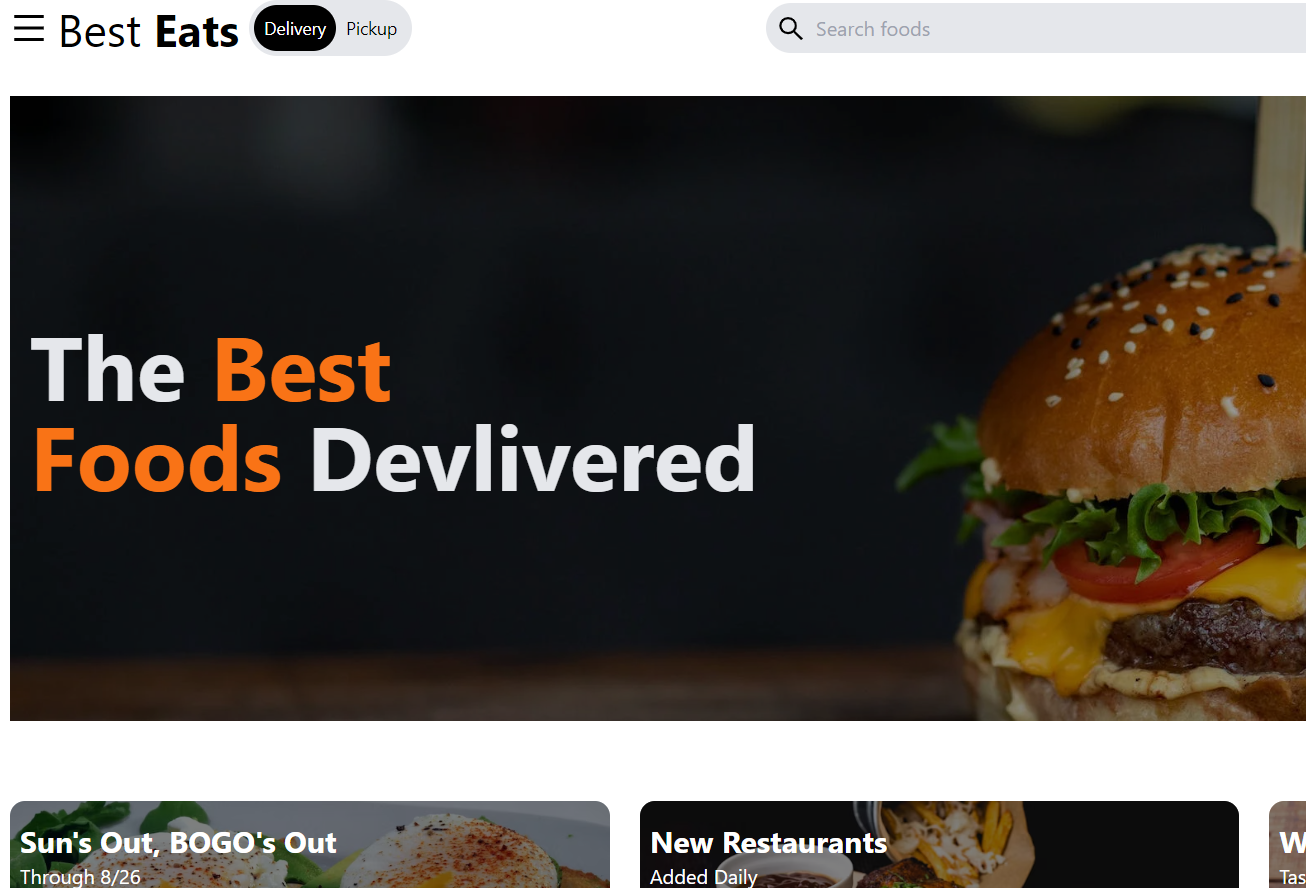 Best Eats Delivery Pickup Search foods
The Best
Foods Devlivered
Sun's Out, BOGO's Out
Through 8/26
New Restaurants
Added Daily